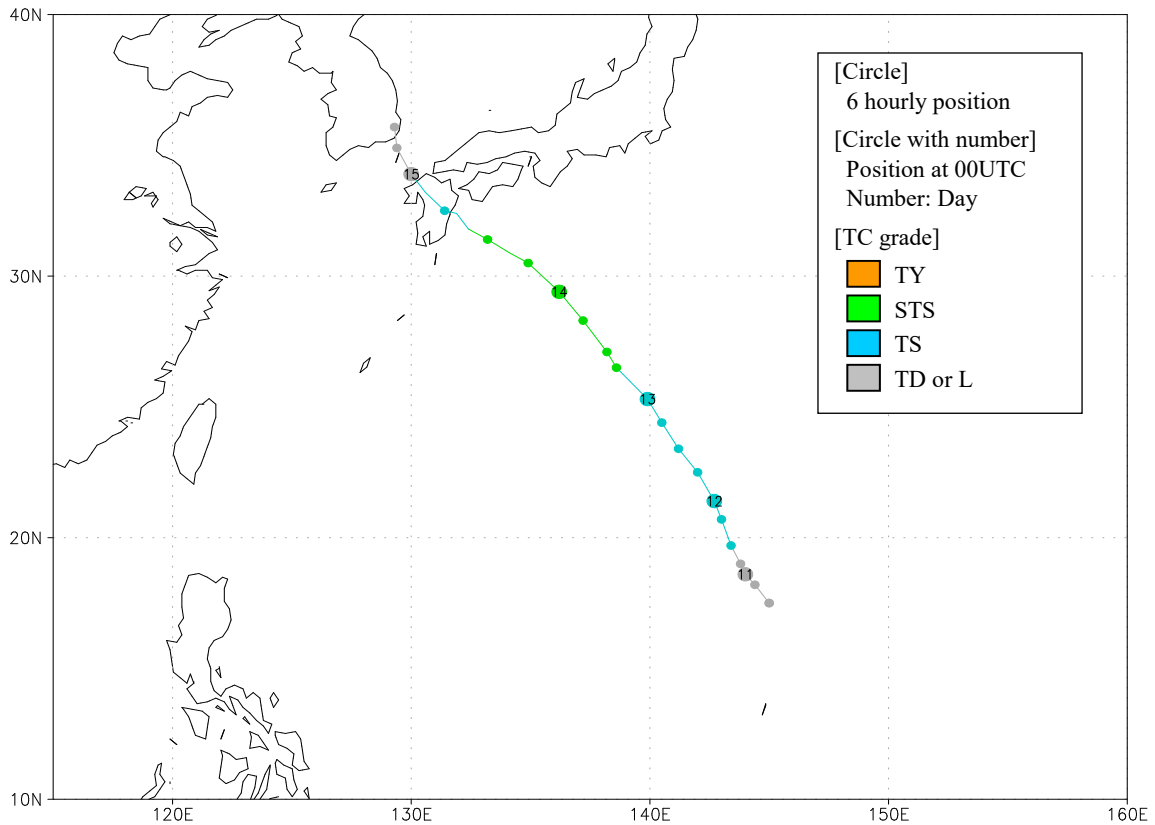 40N
[Circle]
6 hourly position
[Circle with number]
Position at 00UTC
Number: Day
15
[TC grade]
TY
30N
14
STS
TS
TD or L
13
12
20N
11
10N
120E
130E
140E
150E
160E